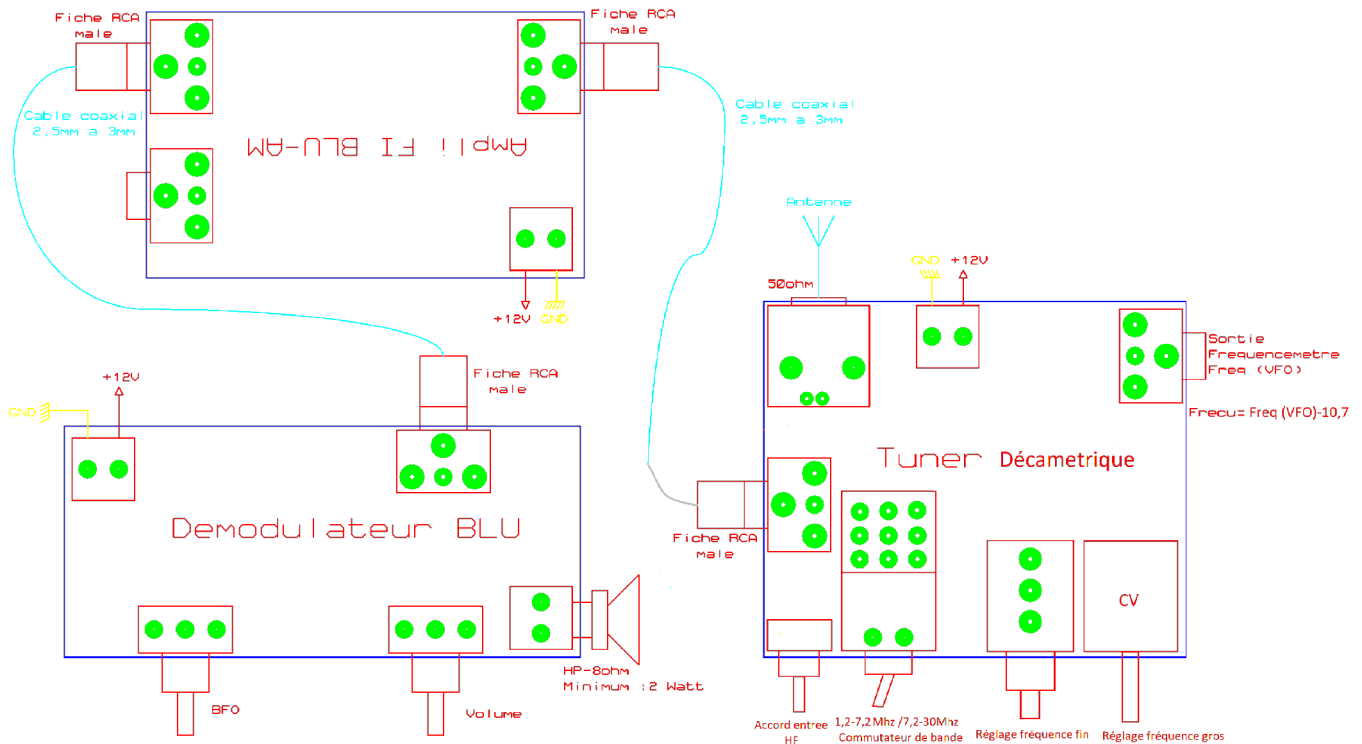 Fiche RCA
male
Fiche RCA
male
Cable coaxial
2,5mm a 3mm
Cable coaxial
2,5mm a 3mm
Ampli FI BLU-AM
+12V
GND
Antenne
50ohm
GND
+12V
Sortie
Frequencemetre
Freq (VFO)
Frecu= Freq (VFO)-10,7
Fiche RCA
male
+12V
GND
Tuner Décametrique
Demodulateur BLU
Fiche RCA
male
CV
HP-8ohm
Minimum :2 Watt
BFO
Volume
Accord entree
HF
1,2-7,2 Mhz /7,2-30Mhz
Commutateur de bande
Réglage fréquence fin
Réglage fréquence gros